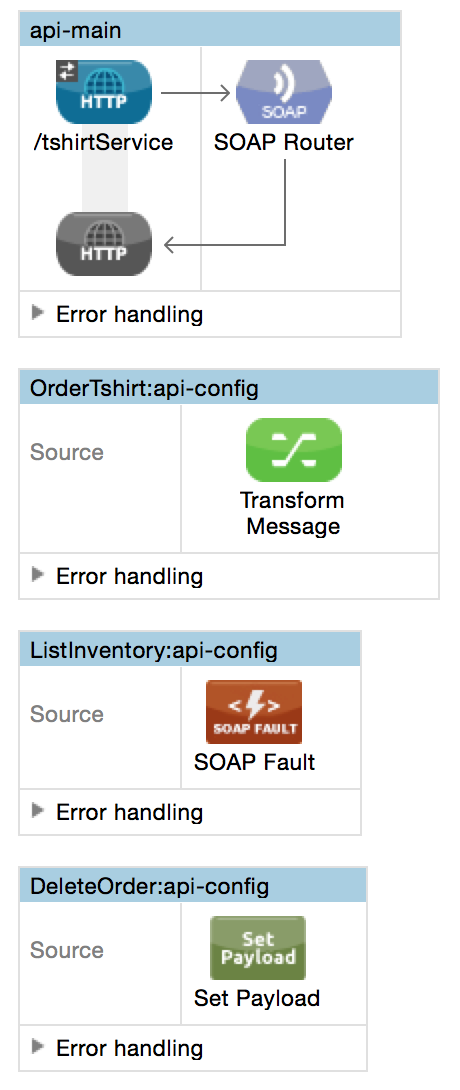 api-main
HTTP
SOAP
/tshirtService
SOAP Router
HTTP
Error handling
OrderTshirt:api-config
Source
Transform
Message
Error handling
ListInventory:api-config
Source
<⚡>
SOAP FAULT
SOAP Fault
Error handling
DeleteOrder:api-config
Source
Set
Payload
Set Payload
Error handling